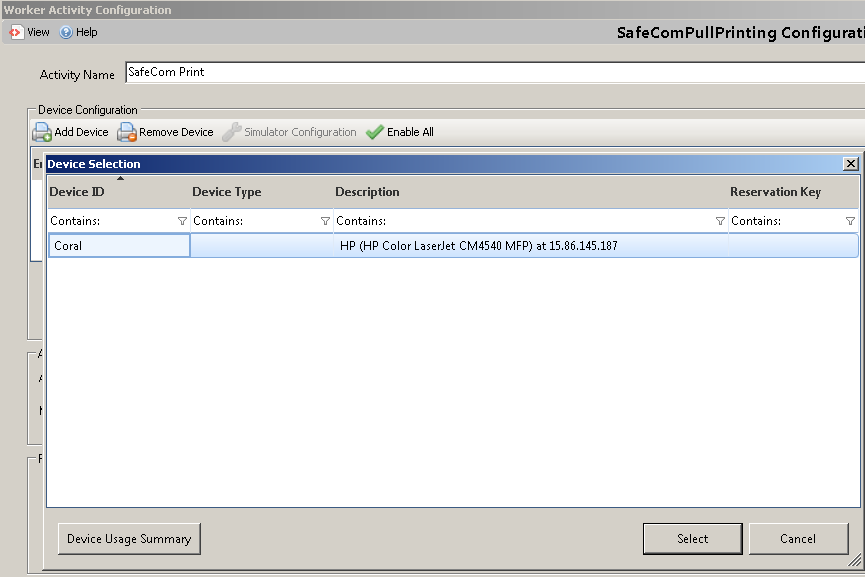 Worker Activity Configuration
View Help
SafeComPullPrinting Configurati
Activity Name SafeCom Print
Device Configuration
Add Device Remove Device Simulator Configuration Enable All
Device Selection
Device ID Device Type Description Reservation Key
Contains: Contains: Contains: Contains:
Coral HP (HP Color LaserJet CM4540 MFP) at 15.86.145.187
Device Usage Summary Select Cancel